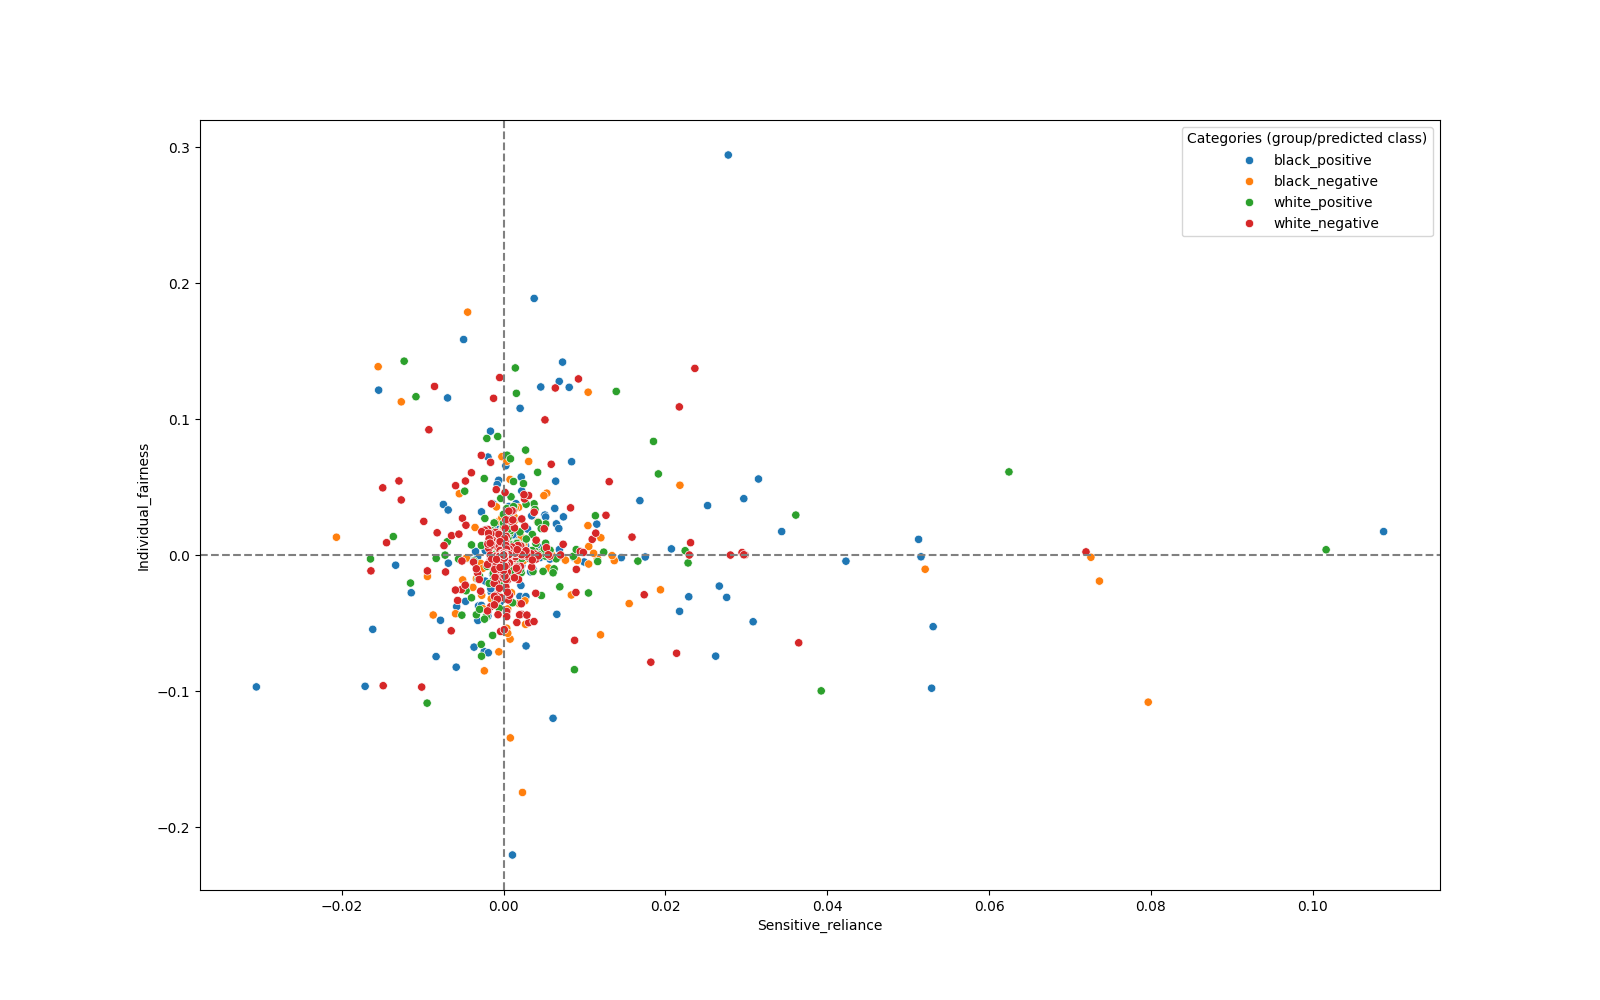 Categories (group/predicted class)
black_positive
black_negative
white_positive
white_negative
0.3
0.2
0.1
0.0
−0.1
−0.2
Individual_fairness
−0.02
0.00
0.02
0.04
0.06
0.08
0.10
Sensitive_reliance